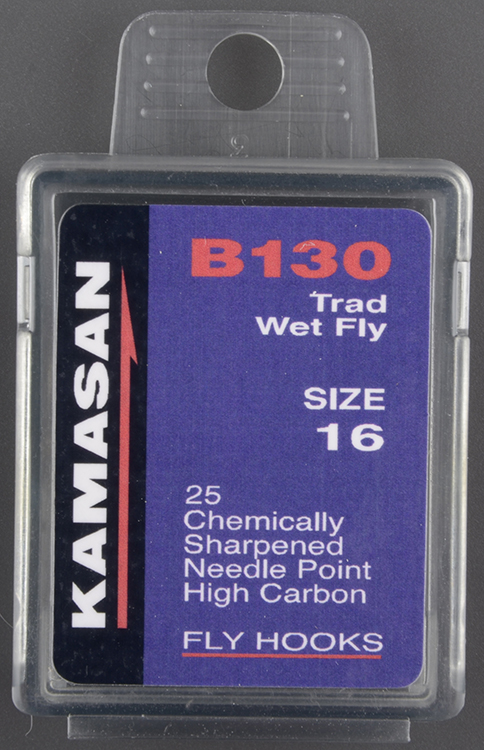 KAMASAN
B130
Trad
Wet Fly
SIZE
16
25
Chemically
Sharpened
Needle Point
High Carbon
FLY HOOKS